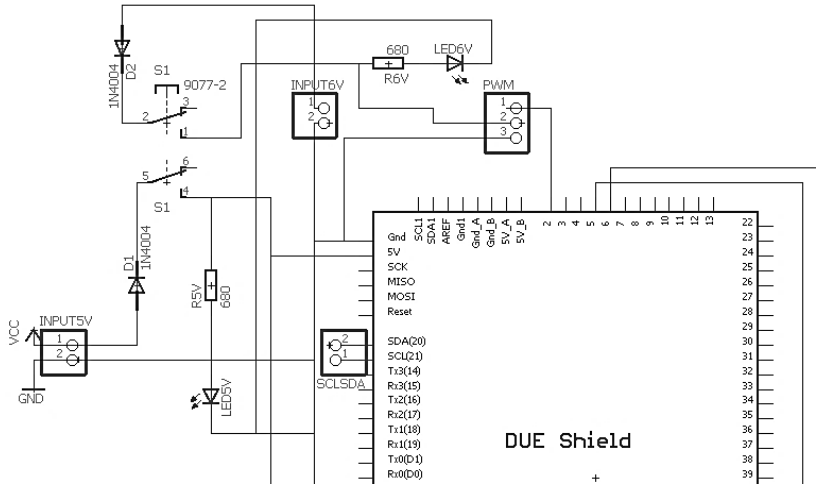 680
LED6V
R6V
1N4004
D2
S1
9077-2
3
2
1
INPUT6V
1
2
PWM
1
2
3
6
5
4
S1
1N4004
D1
R5V
680
VCC
INPUT5V
1
2
GND
LED5V
2
1
SCLSDA
SCL1
SDA1
AREF
Gnd1
Gnd_A
Gnd_B
5V_A
5V_B
2
3
4
5
6
7
8
9
10
11
12
13
Gnd
5V
SCK
MISO
MOSI
Reset
SDA(20)
SCL(21)
Tx3(14)
Rx3(15)
Tx2(16)
Rx2(17)
Tx1(18)
Rx1(19)
Tx0(D1)
Rx0(D0)
22
23
24
25
26
27
28
29
30
31
32
33
34
35
36
37
38
39
DUE Shield